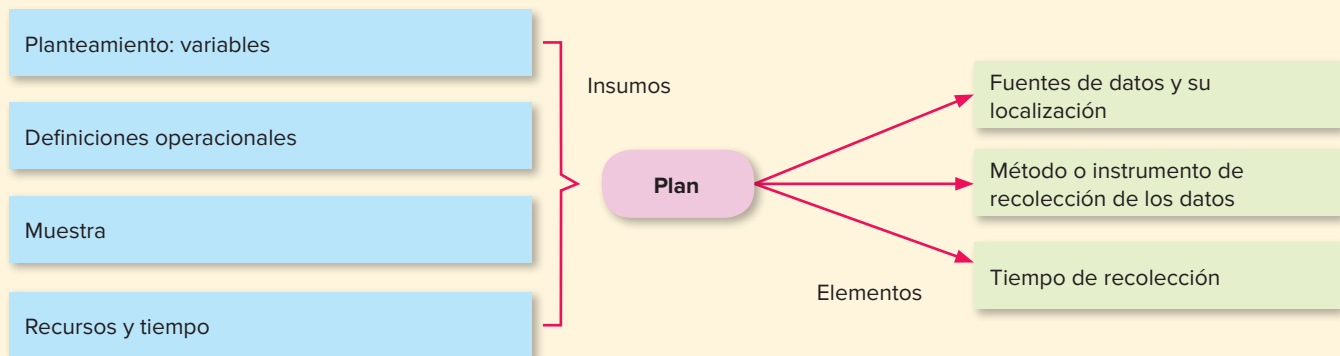 Planteamiento: variables
Definiciones operacionales
Muestra
Recursos y tiempo
Insumos
Plan
Elementos
Fuentes de datos y su
localización
Método o instrumento de
recolección de los datos
Tiempo de recolección